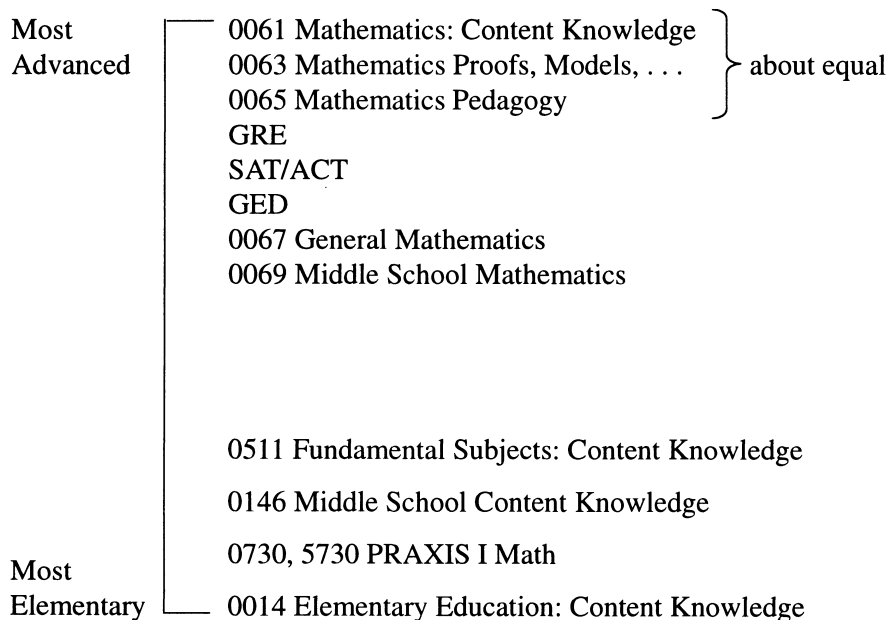 Most
Advanced
0061 Mathematics: Content Knowledge
0063 Mathematics Proofs, Models, . . .
0065 Mathematics Pedagogy
about equal
GRE
SAT/ACT
GED
0067 General Mathematics
0069 Middle School Mathematics
0511 Fundamental Subjects: Content Knowledge
0146 Middle School Content Knowledge
0730, 5730 PRAXIS I Math
Most
Elementary
0014 Elementary Education: Content Knowledge